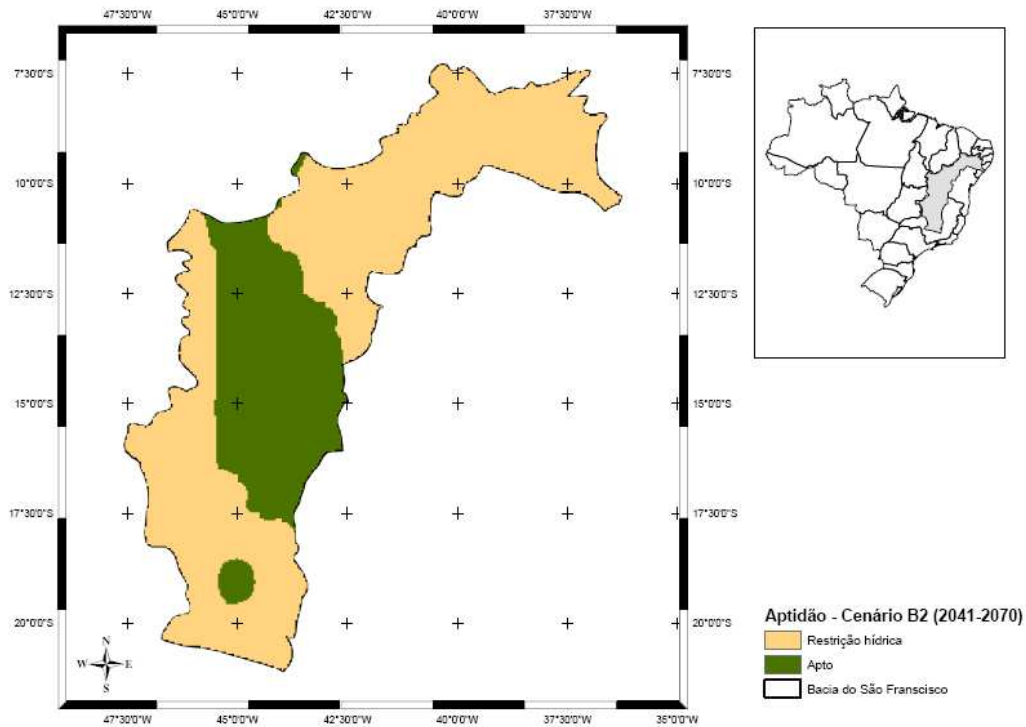 47°30'0"W 45°0'0"W 42°30'0"W 40°0'0"W 37°30'0"W 35°0'0"W
7°30'0"S 7°30'0"S
10°0'0"S 10°0'0"S
12°30'0"S 12°30'0"S
15°0'0"S 15°0'0"S
17°30'0"S 17°30'0"S
20°0'0"S 20°0'0"S
N
W E
S
47°30'0"W 45°0'0"W 42°30'0"W 40°0'0"W 37°30'0"W 35°0'0"W
Aptidão - Cenário B2 (2041-2070)
Restrição hídrica
Apto
Bacia do São Franscisco